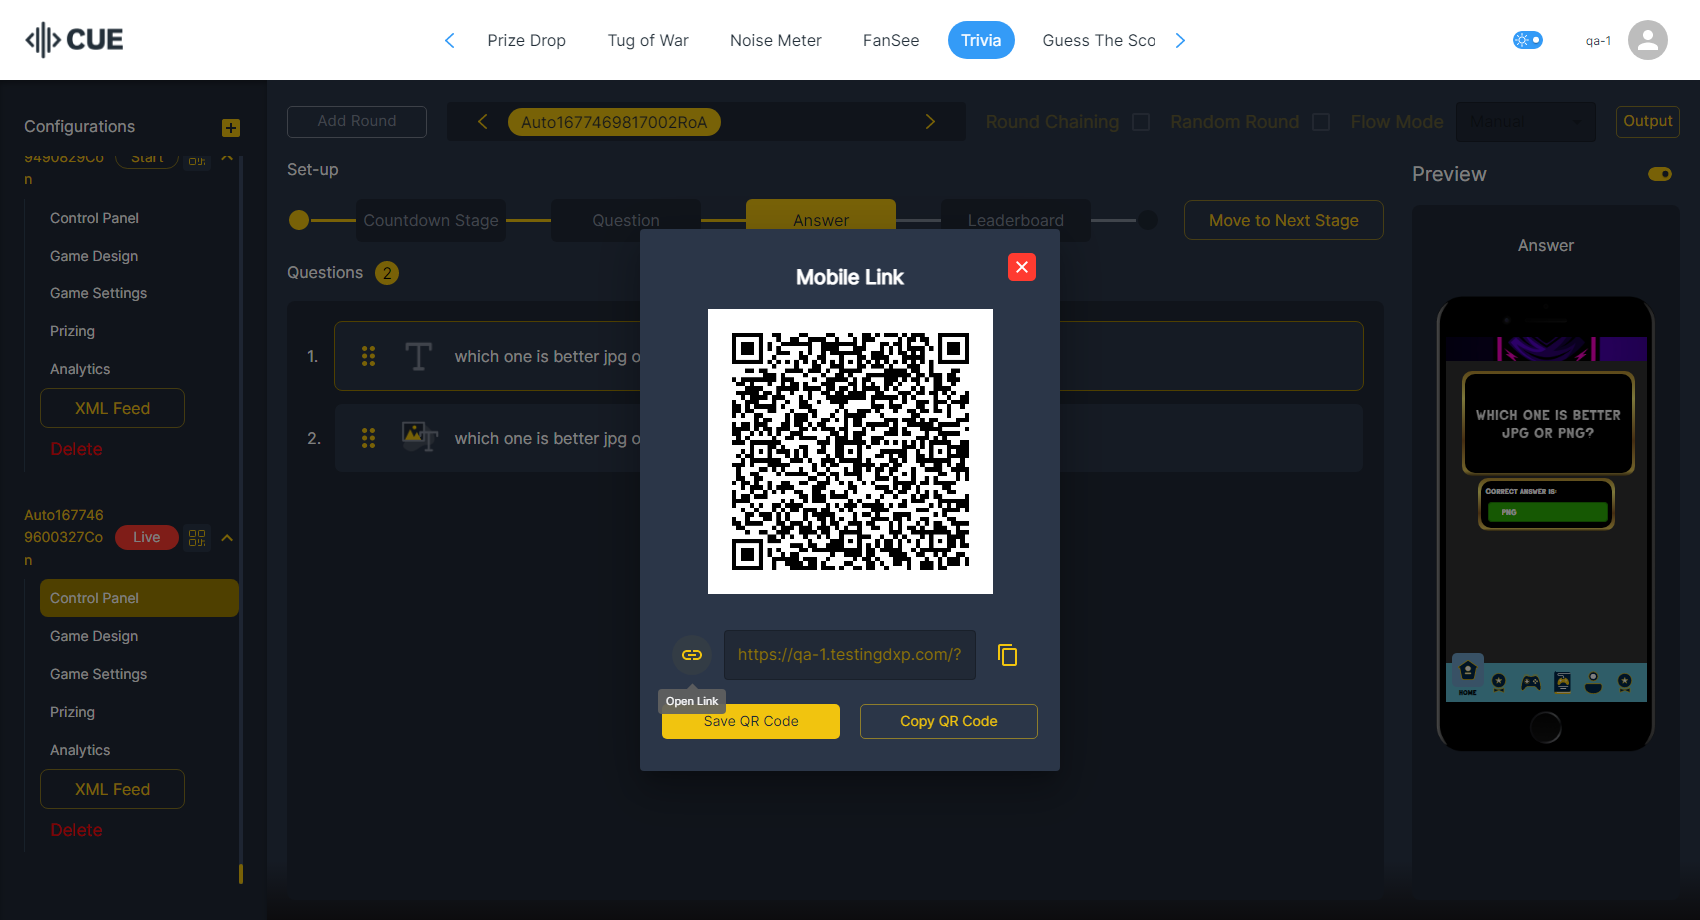 CUE
Prize Drop
Tug of War
Noise Meter
FanSee
Trivia
Guess The Sco
qa-1
Configurations
9490829Co
n
Start
Control Panel
Game Design
Game Settings
Prizing
Analytics
XML Feed
Delete
Auto167746
9600327Co
n
Live
Control Panel
Game Design
Game Settings
Prizing
Analytics
XML Feed
Delete
Add Round
Auto1677469817002RoA
Round Chaining
Random Round
Flow Mode
Manual
Output
Set-up
Countdown Stage
Question
Answer
Leaderboard
Move to Next Stage
Questions 2
1. which one is better jpg o
2. T which one is better jpg o
Mobile Link
https://qa-1.testingdxp.com/?
Open Link
Save QR Code
Copy QR Code
Preview
Answer
WHICH ONE IS BETTER
JPG OR PNG?
CORRECT ANSWER IS:
PNG
HOME